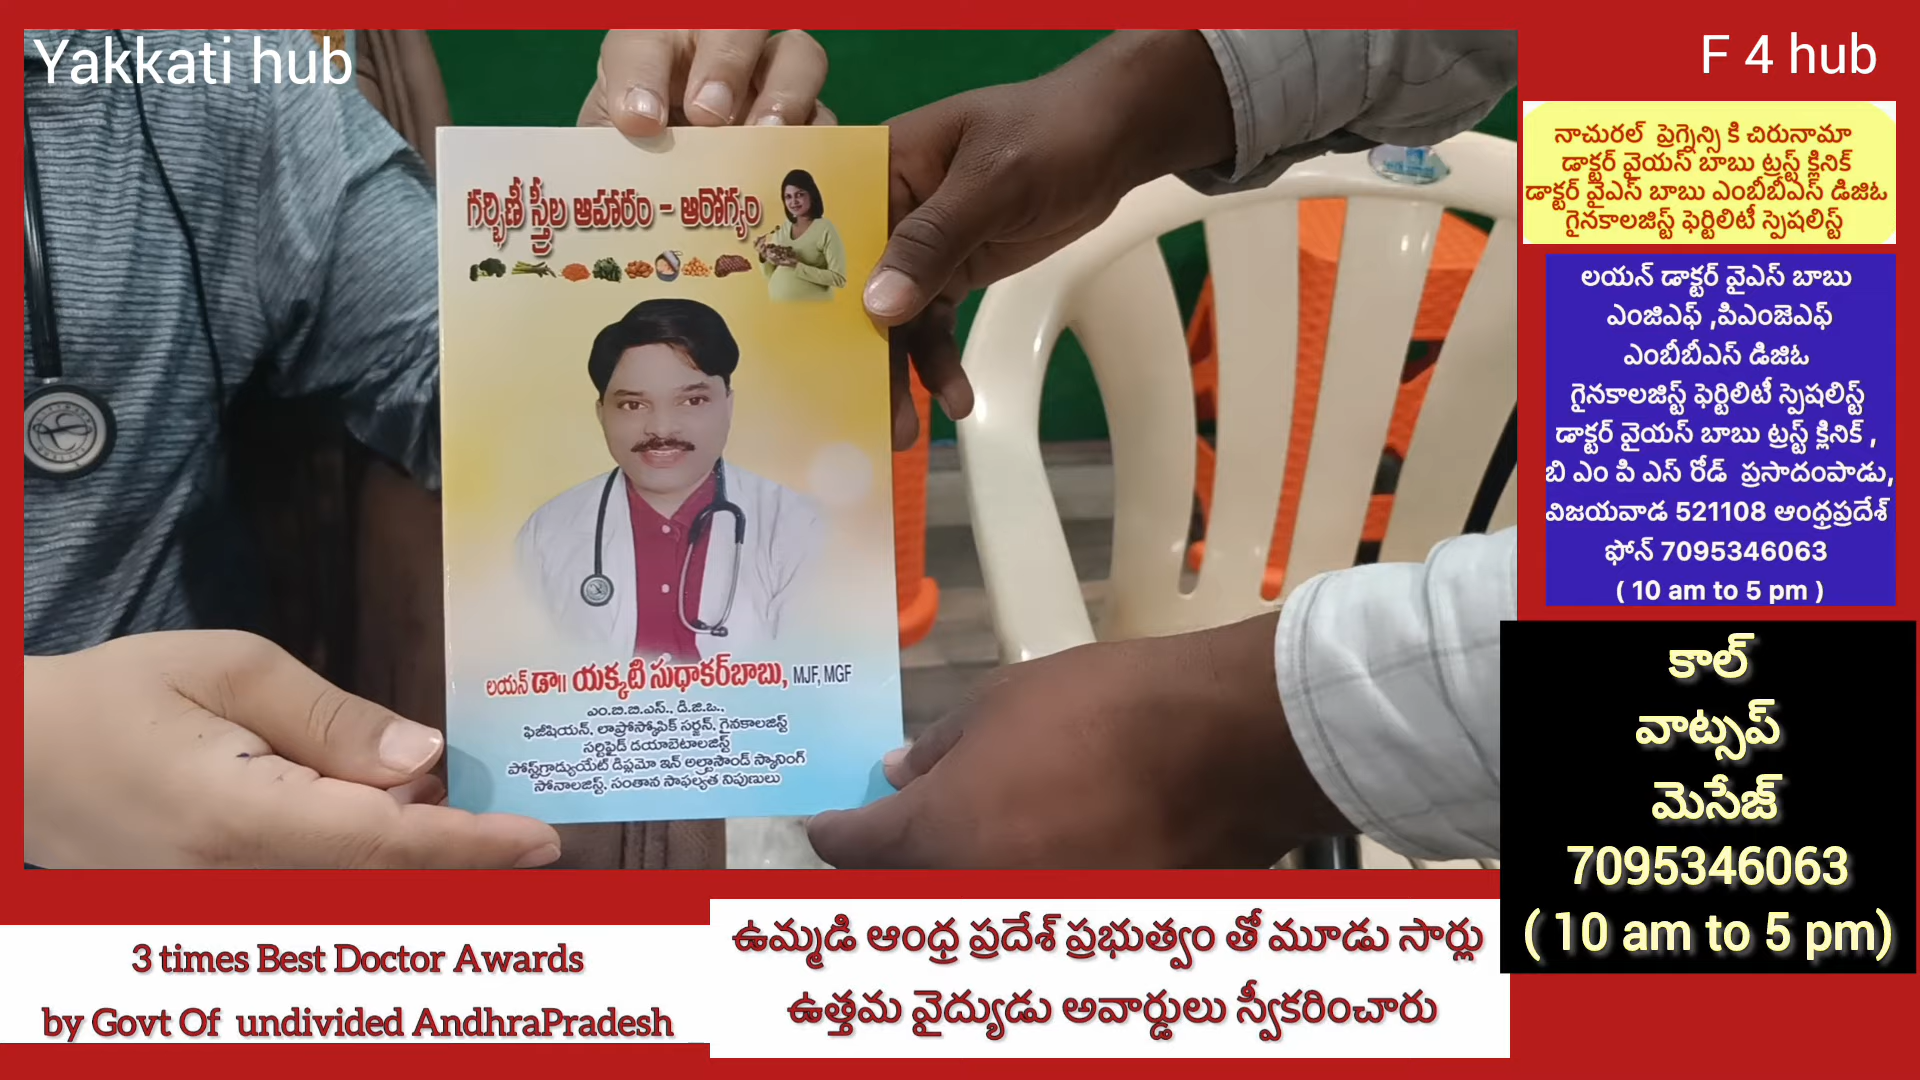 Yakkati hub
F 4 hub
గర్భిణీ స్త్రీల ఆహారం - ఆరోగ్యం
లయన్ డా॥ యక్కటి సుధాకర్‌బాబు, MJF, MGF
ఎం.బి.బి.ఎస్., డి.జి.ఒ.,
ఫిజీషియన్, లాప్రోస్కోపిక్ సర్జన్, గైనకాలజిస్ట్
సర్టిఫైడ్ డయాబెటాలజిస్ట్
పోస్ట్‌గ్రాడ్యుయేట్ డిప్లమో ఇన్ అల్ట్రాసౌండ్ స్కానింగ్
సోనాలజిస్ట్, సంతాన సాఫల్యత నిపుణులు
నాచురల్ ప్రెగ్నెన్సి కి చిరునామా
డాక్టర్ వైయస్ బాబు ట్రస్ట్ క్లినిక్
డాక్టర్ వైఎస్ బాబు ఎంబీబీఎస్ డిజిఓ
గైనకాలజిస్ట్ ఫెర్టిలిటీ స్పెషలిస్ట్
లయన్ డాక్టర్ వైఎస్ బాబు
ఎంజిఎఫ్ ,పిఎంజెఎఫ్
ఎంబీబీఎస్ డిజిఓ
గైనకాలజిస్ట్ ఫెర్టిలిటీ స్పెషలిస్ట్
డాక్టర్ వైయస్ బాబు ట్రస్ట్ క్లినిక్ ,
బి ఎం పి ఎస్ రోడ్ ప్రసాదంపాడు,
విజయవాడ 521108 ఆంధ్రప్రదేశ్
ఫోన్ 7095346063
( 10 am to 5 pm )
కాల్
వాట్సప్
మెసేజ్
7095346063
( 10 am to 5 pm)
3 times Best Doctor Awards
by Govt Of undivided AndhraPradesh
ఉమ్మడి ఆంధ్ర ప్రదేశ్ ప్రభుత్వం తో మూడు సార్లు
ఉత్తమ వైద్యుడు అవార్డులు స్వీకరించారు